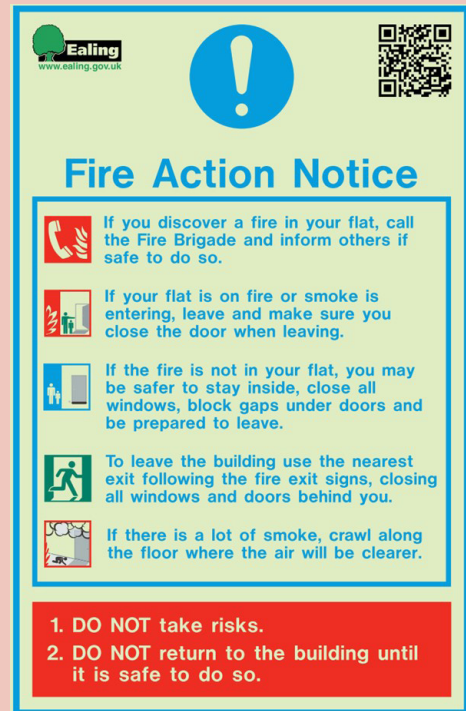 Ealing
www.ealing.gov.uk
Fire Action Notice
If you discover a fire in your flat, call
the Fire Brigade and inform others if
safe to do so.
If your flat is on fire or smoke is
entering, leave and make sure you
close the door when leaving.
If the fire is not in your flat, you may
be safer to stay inside, close all
windows, block gaps under doors and
be prepared to leave.
To leave the building use the nearest
exit following the fire exit signs, closing
all windows and doors behind you.
If there is a lot of smoke, crawl along
the floor where the air will be clearer.
1. DO NOT take risks.
2. DO NOT return to the building until
it is safe to do so.